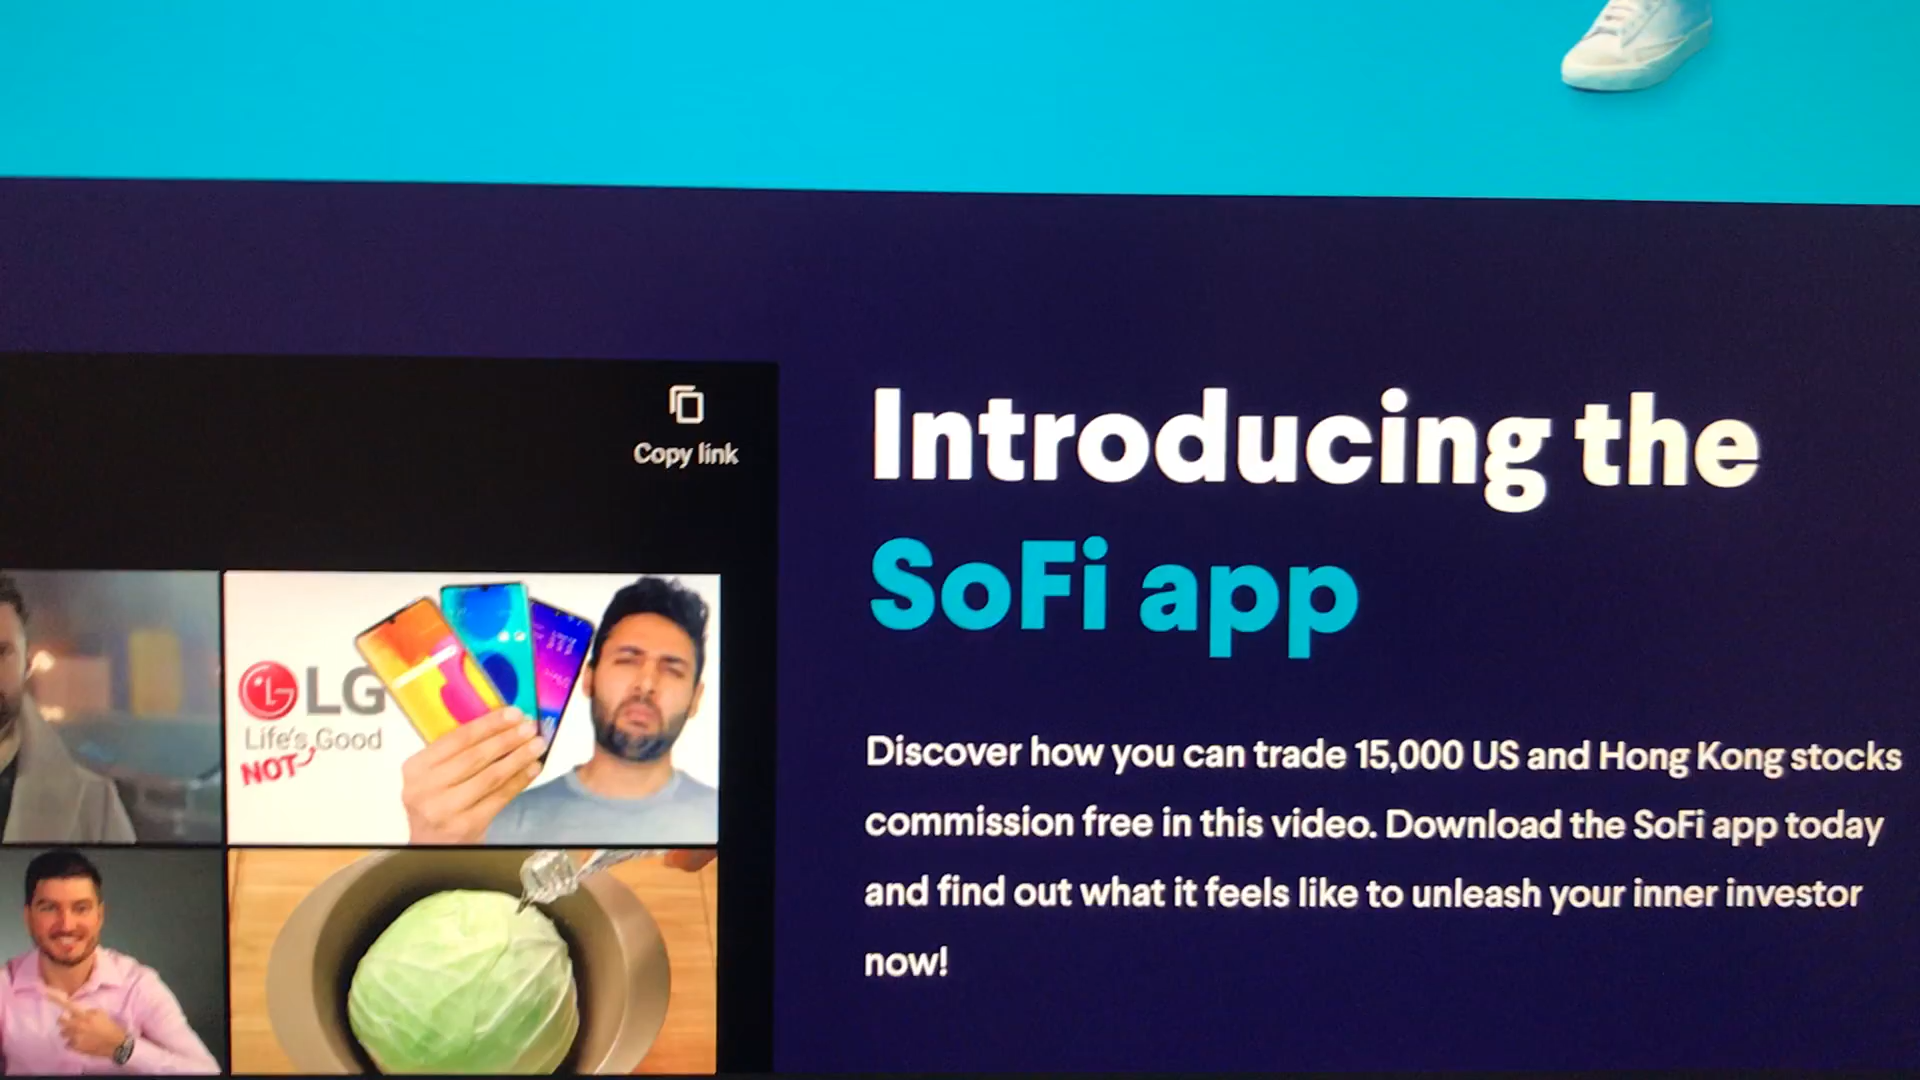 Copy link
Introducing the
SoFi app
LG
Life's Good
NOT
Discover how you can trade 15,000 US and Hong Kong stocks
commission free in this video. Download the SoFi app today
and find out what it feels like to unleash your inner investor
now!